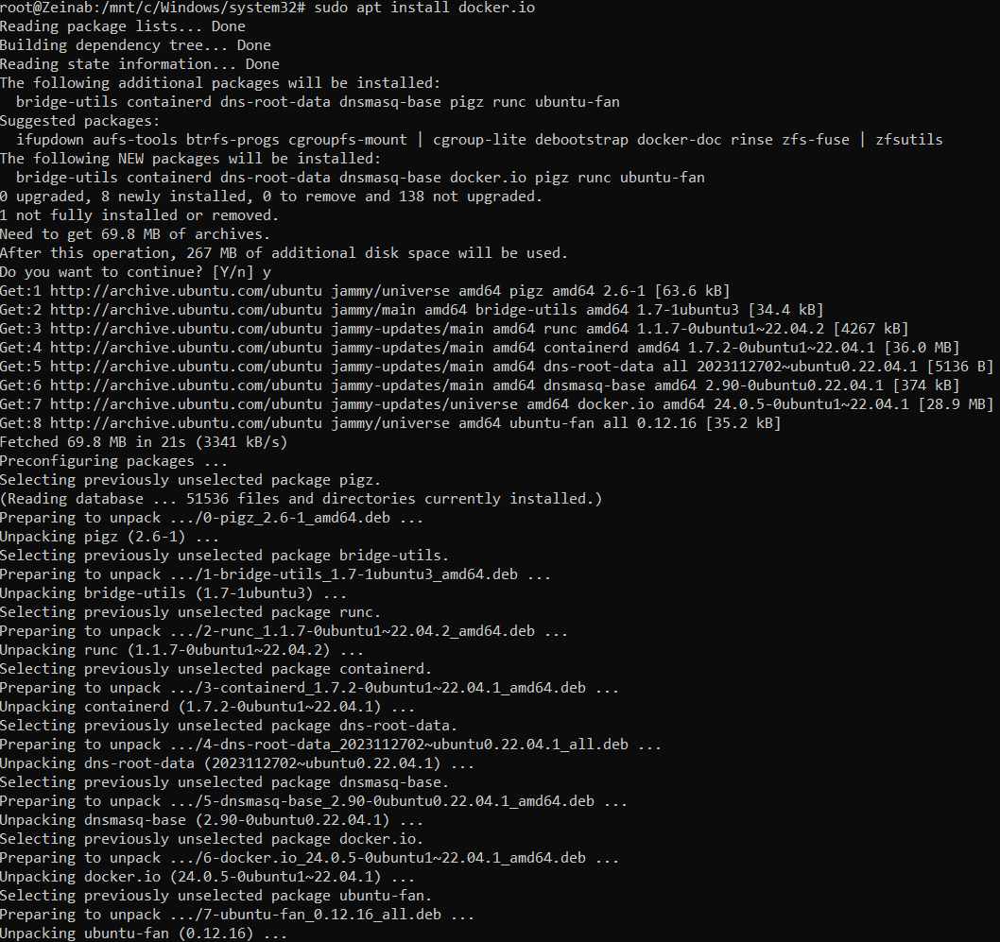 root@Zeinab:/mnt/c/Windows/system32# sudo apt install docker.io
Reading package lists... Done
Building dependency tree... Done
Reading state information... Done
The following additional packages will be installed:
  bridge-utils containerd dns-root-data dnsmasq-base pigz runc ubuntu-fan
Suggested packages:
  ifupdown aufs-tools btrfs-progs cgroupfs-mount | cgroup-lite debootstrap docker-doc rinse zfs-fuse | zfsutils
The following NEW packages will be installed:
  bridge-utils containerd dns-root-data dnsmasq-base docker.io pigz runc ubuntu-fan
0 upgraded, 8 newly installed, 0 to remove and 138 not upgraded.
1 not fully installed or removed.
Need to get 69.8 MB of archives.
After this operation, 267 MB of additional disk space will be used.
Do you want to continue? [Y/n] y
Get:1 http://archive.ubuntu.com/ubuntu jammy/universe amd64 pigz amd64 2.6-1 [63.6 kB]
Get:2 http://archive.ubuntu.com/ubuntu jammy/main amd64 bridge-utils amd64 1.7-1ubuntu3 [34.4 kB]
Get:3 http://archive.ubuntu.com/ubuntu jammy-updates/main amd64 runc amd64 1.1.7-0ubuntu1~22.04.2 [4267 kB]
Get:4 http://archive.ubuntu.com/ubuntu jammy-updates/main amd64 containerd amd64 1.7.2-0ubuntu1~22.04.1 [36.0 MB]
Get:5 http://archive.ubuntu.com/ubuntu jammy-updates/main amd64 dns-root-data all 2023112702~ubuntu0.22.04.1 [5136 B]
Get:6 http://archive.ubuntu.com/ubuntu jammy-updates/main amd64 dnsmasq-base amd64 2.90-0ubuntu0.22.04.1 [374 kB]
Get:7 http://archive.ubuntu.com/ubuntu jammy-updates/universe amd64 docker.io amd64 24.0.5-0ubuntu1~22.04.1 [28.9 MB]
Get:8 http://archive.ubuntu.com/ubuntu jammy/universe amd64 ubuntu-fan all 0.12.16 [35.2 kB]
Fetched 69.8 MB in 21s (3341 kB/s)
Preconfiguring packages ...
Selecting previously unselected package pigz.
(Reading database ... 51536 files and directories currently installed.)
Preparing to unpack .../0-pigz_2.6-1_amd64.deb ...
Unpacking pigz (2.6-1) ...
Selecting previously unselected package bridge-utils.
Preparing to unpack .../1-bridge-utils_1.7-1ubuntu3_amd64.deb ...
Unpacking bridge-utils (1.7-1ubuntu3) ...
Selecting previously unselected package runc.
Preparing to unpack .../2-runc_1.1.7-0ubuntu1~22.04.2_amd64.deb ...
Unpacking runc (1.1.7-0ubuntu1~22.04.2) ...
Selecting previously unselected package containerd.
Preparing to unpack .../3-containerd_1.7.2-0ubuntu1~22.04.1_amd64.deb ...
Unpacking containerd (1.7.2-0ubuntu1~22.04.1) ...
Selecting previously unselected package dns-root-data.
Preparing to unpack .../4-dns-root-data_2023112702~ubuntu0.22.04.1_all.deb ...
Unpacking dns-root-data (2023112702~ubuntu0.22.04.1) ...
Selecting previously unselected package dnsmasq-base.
Preparing to unpack .../5-dnsmasq-base_2.90-0ubuntu0.22.04.1_amd64.deb ...
Unpacking dnsmasq-base (2.90-0ubuntu0.22.04.1) ...
Selecting previously unselected package docker.io.
Preparing to unpack .../6-docker.io_24.0.5-0ubuntu1~22.04.1_amd64.deb ...
Unpacking docker.io (24.0.5-0ubuntu1~22.04.1) ...
Selecting previously unselected package ubuntu-fan.
Preparing to unpack .../7-ubuntu-fan_0.12.16_all.deb ...
Unpacking ubuntu-fan (0.12.16) ...